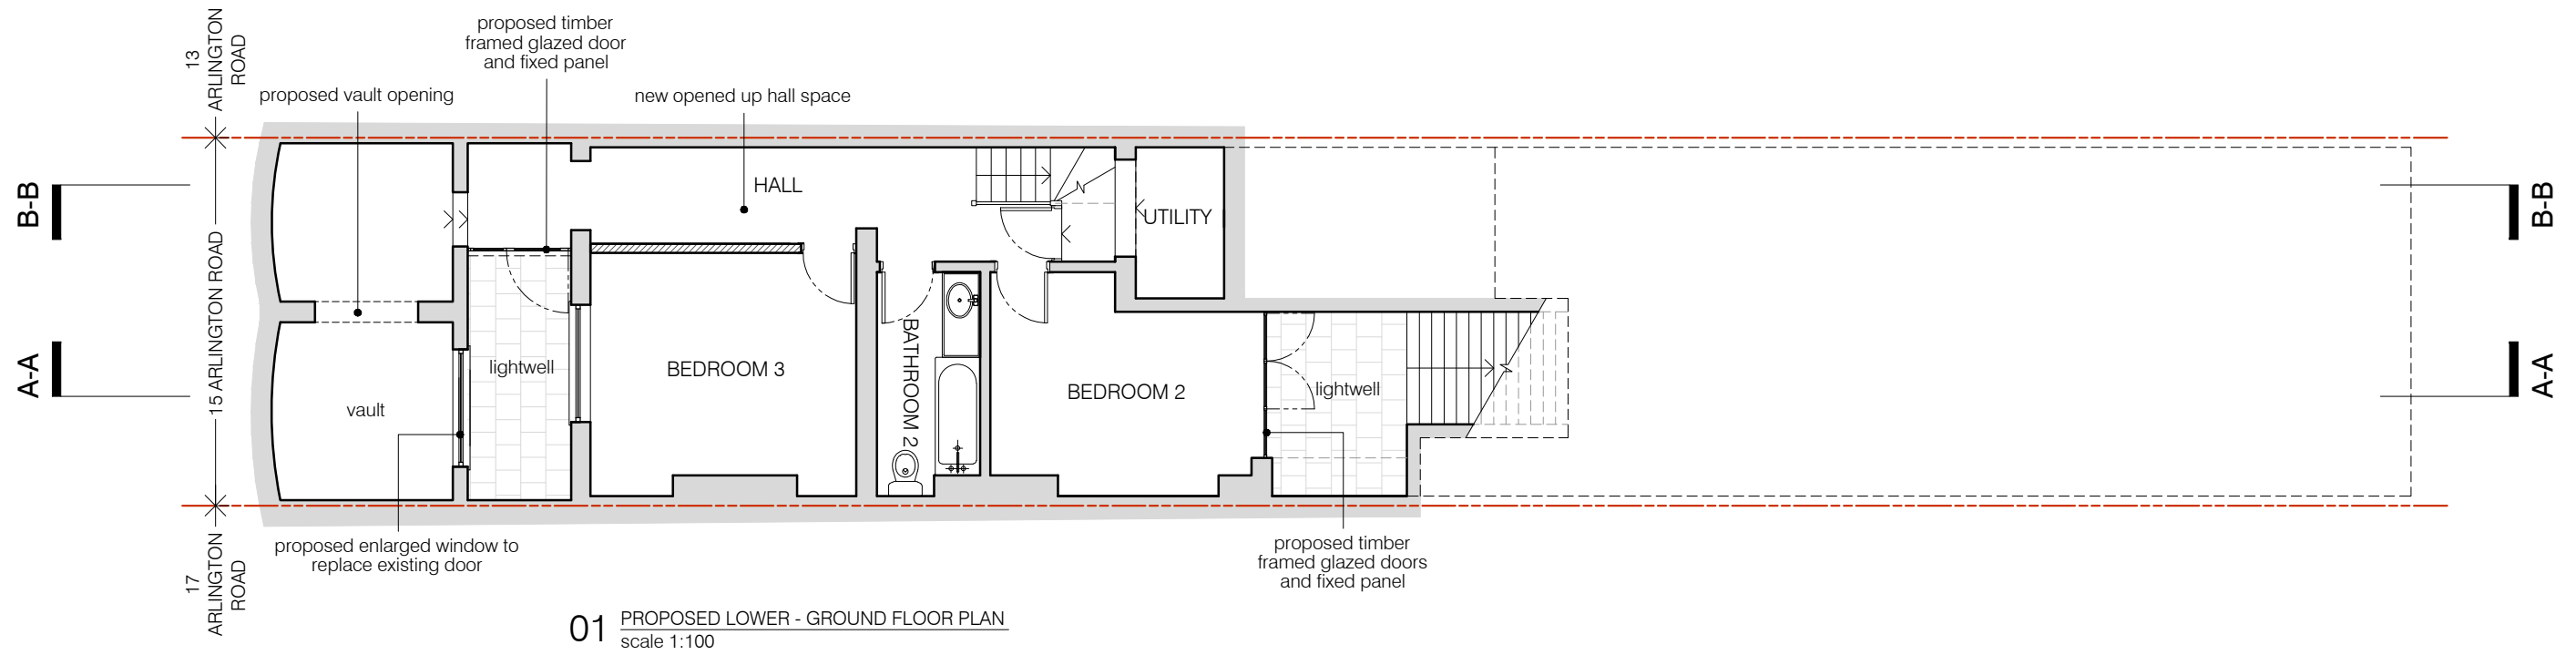 proposed timber
framed glazed door
and fixed panel
13
ARLINGTON
ROAD
proposed vault opening
new opened up hall space
B-B
HALL
B-B
UTILITY
15 ARLINGTON ROAD
A-A
lightwell
BEDROOM 3
BATHROOM 2
BEDROOM 2
lightwell
A-A
vault
proposed enlarged window to
replace existing door
proposed timber
framed glazed doors
and fixed panel
17
ARLINGTON
ROAD
01 PROPOSED LOWER - GROUND FLOOR PLAN
scale 1:100